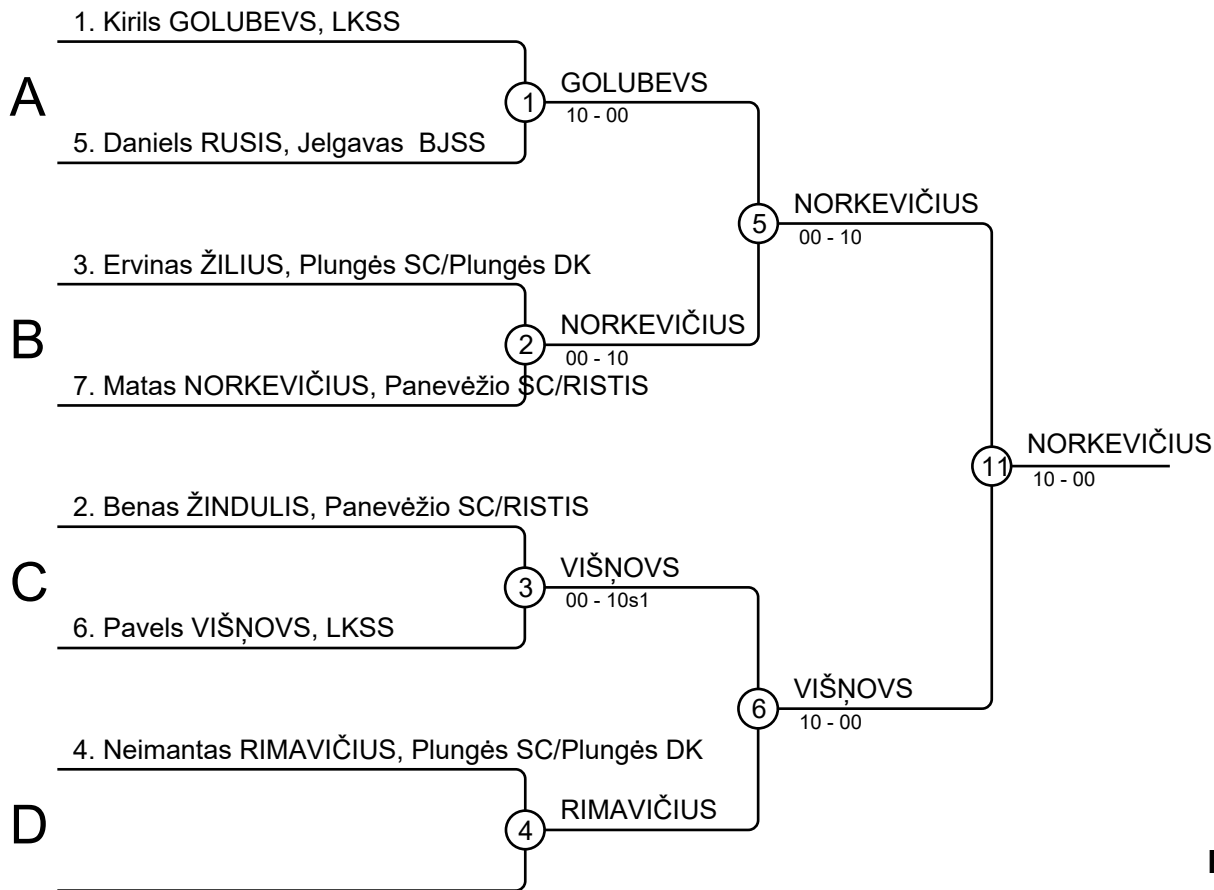 1. Kirils GOLUBEVS, LKSS
A
1
GOLUBEVS
10 - 00
5. Daniels RUSIS, Jelgavas  BJSS
5
NORKEVIČIUS
00 - 10
3. Ervinas ŽILIUS, Plungės SC/Plungės DK
B
2
NORKEVIČIUS
00 - 10
7. Matas NORKEVIČIUS, Panevėžio SC/RISTIS
11
NORKEVIČIUS
10 - 00
2. Benas ŽINDULIS, Panevėžio SC/RISTIS
C
3
VIŠŅOVS
00 - 10s1
6. Pavels VIŠŅOVS, LKSS
6
VIŠŅOVS
10 - 00
4. Neimantas RIMAVIČIUS, Plungės SC/Plungės DK
D
4
RIMAVIČIUS